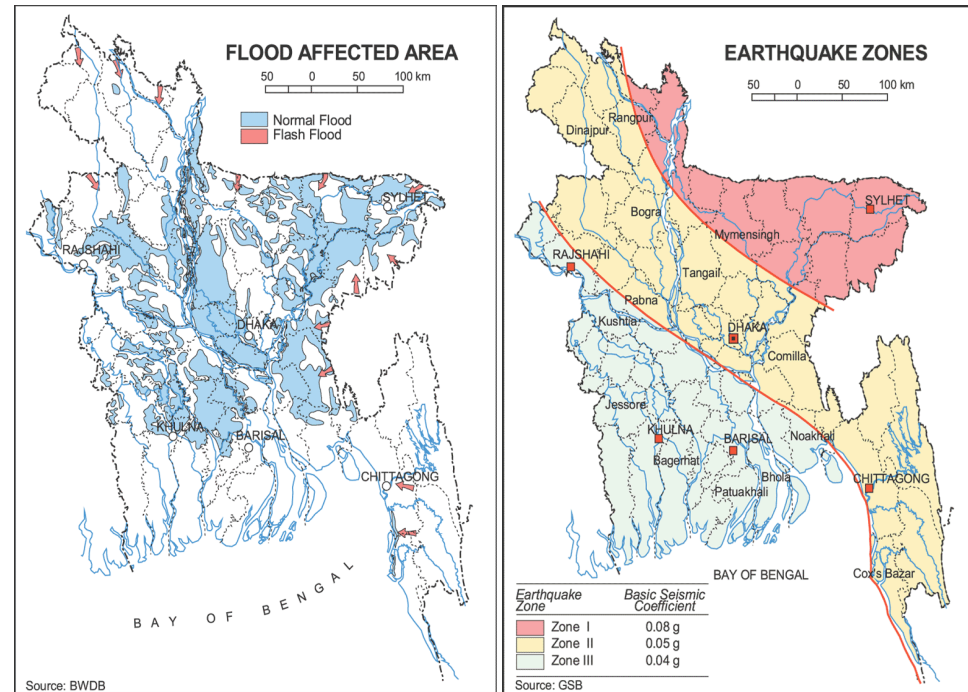 FLOOD AFFECTED AREA
50 0 50 100 km
Normal Flood
Flash Flood
SYLHET
RAJSHAHI
DHAKA
KHULNA
BARISAL
CHITTAGONG
BAY OF BENGAL
Source: BWDB
EARTHQUAKE ZONES
50 0 50 100 km
Rangpur
Dinajpur
SYLHET
Bogra
Mymensingh
RAJSHAHI
Tangail
Pabna
Kushtia
DHAKA
Comilla
Jessore
KHULNA
BARISAL
Noakhali
Bagerhat
Bhola
CHITTAGONG
Patuakhali
BAY OF BENGAL
Cox's Bazar
Earthquake Basic Seismic
Zone Coefficient
Zone I 0.08 g
Zone II 0.05 g
Zone III 0.04 g
Source: GSB